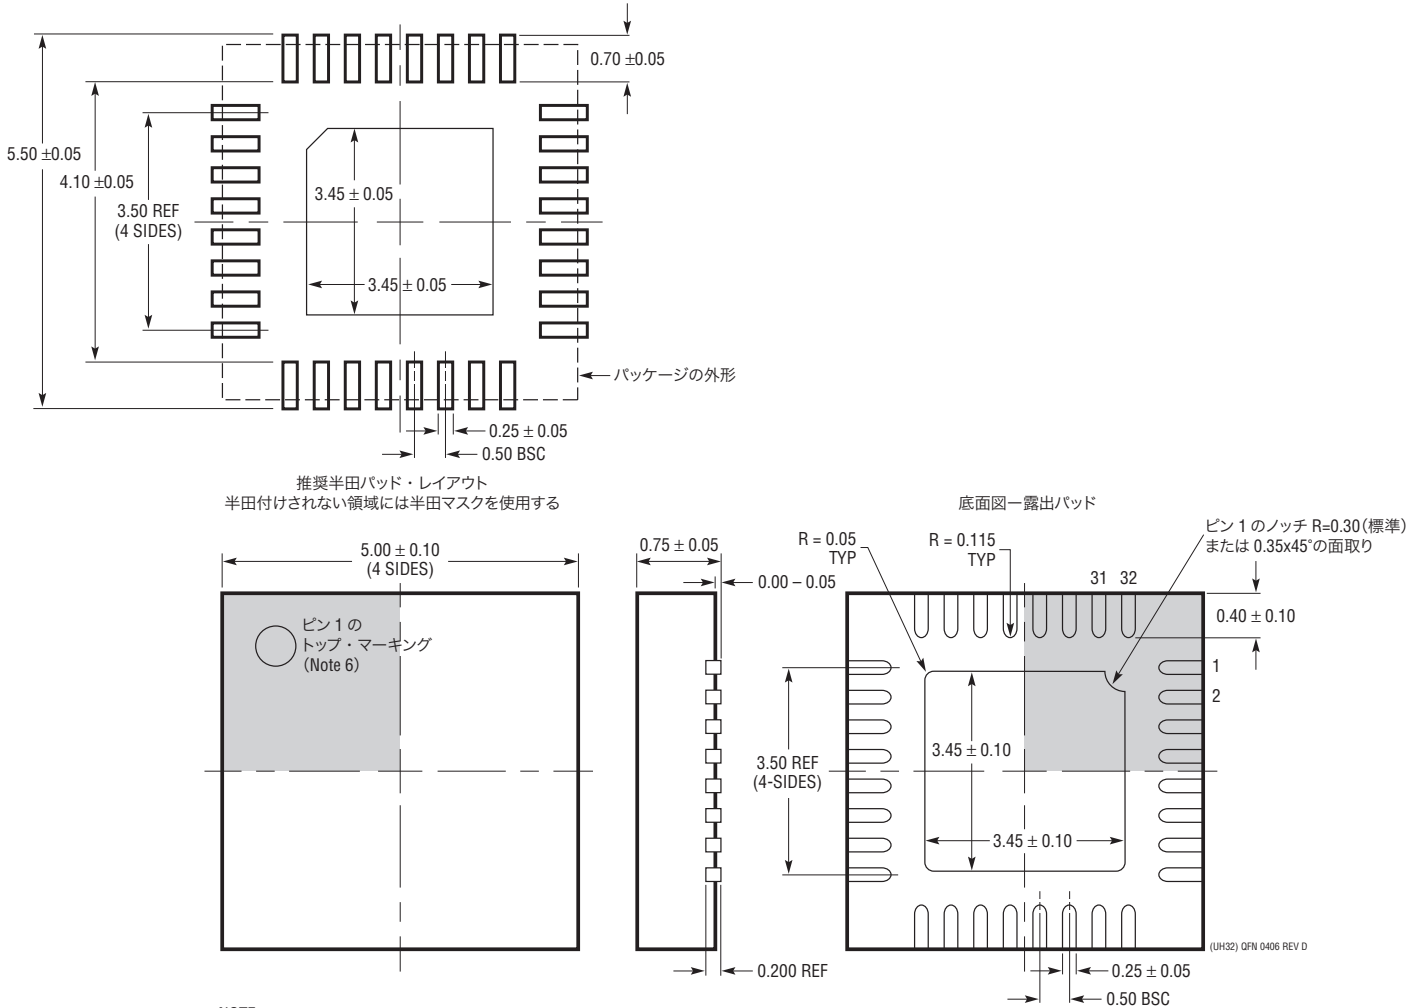 0.70 ±0.05
5.50 ±0.05
4.10 ±0.05
3.50 REF
(4 SIDES)
3.45 ± 0.05
3.45 ± 0.05
パッケージの外形
0.25 ± 0.05
0.50 BSC
推奨半田パッド・レイアウト
半田付けされない領域には半田マスクを使用する
底面図ー露出パッド
5.00 ± 0.10
(4 SIDES)
ピン 1 の
トップ・マーキング
(Note 6)
0.75 ± 0.05
0.00 – 0.05
0.200 REF
R = 0.05
TYP
R = 0.115
TYP
ピン 1 のノッチ R=0.30(標準)
または 0.35x45°の面取り
31 32
0.40 ± 0.10
1
2
3.50 REF
(4-SIDES)
3.45 ± 0.10
3.45 ± 0.10
(UH32) QFN 0406 REV D
0.25 ± 0.05
0.50 BSC